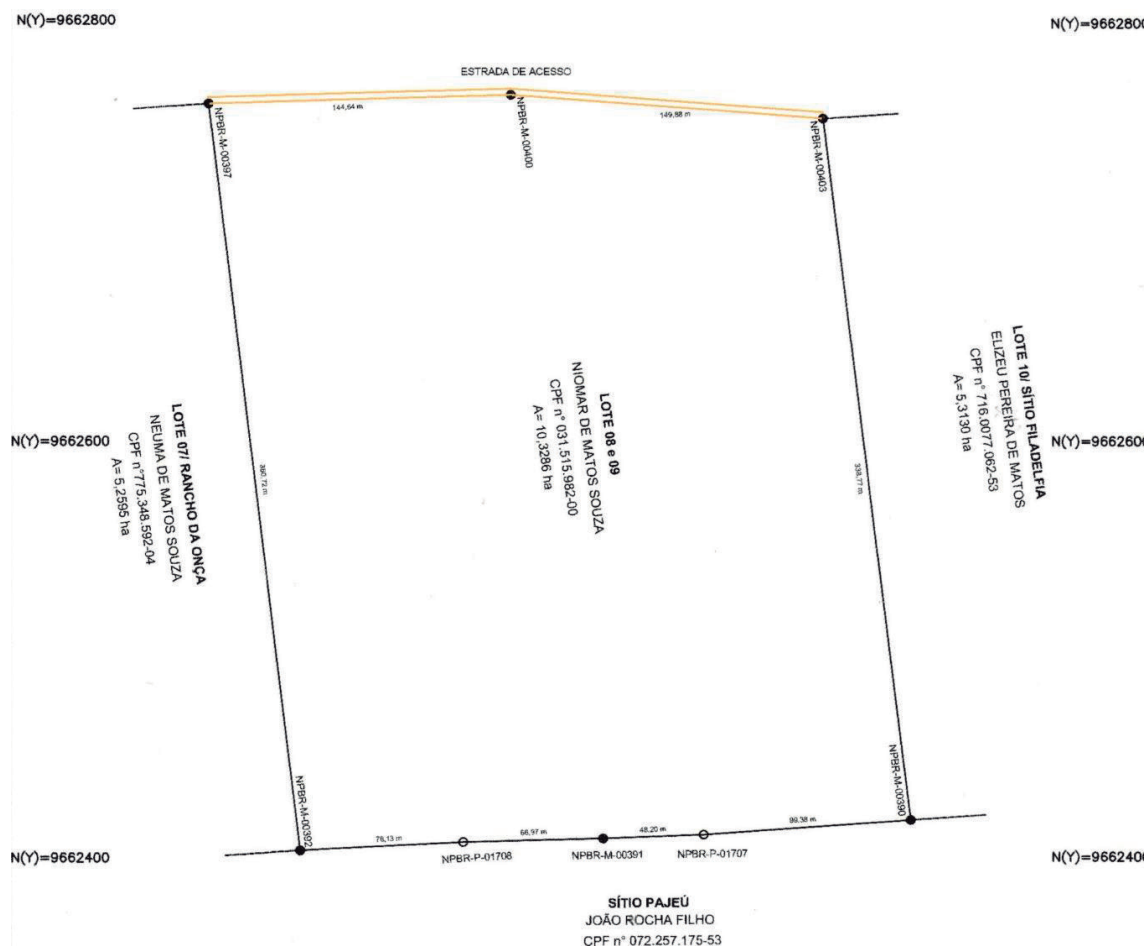 N(Y)=9662800
N(Y)=9662800
ESTRADA DE ACESSO
144,64 m
149,88 m
NPBR-M-00397
NPBR-M-00400
NPBR-M-00403
LOTE 07/ RANCHO DA ONÇA
NEUMA DE MATOS SOUZA
CPF n°775.348.592-04
A= 5,2595 ha
LOTE 08 e 09
NIOMAR DE MATOS SOUZA
CPF n° 031.515.982-00
A= 10,3286 ha
LOTE 10/ SÍTIO FILADELFIA
ELIZEU PEREIRA DE MATOS
CPF n° 716.0077.062-53
A= 5,3130 ha
N(Y)=9662600
N(Y)=9662600
338,77 m
NPBR-M-00392
NPBR-M-00390
78,13 m
66,97 m
48,20 m
99,38 m
NPBR-P-01708
NPBR-M-00391
NPBR-P-01707
N(Y)=9662400
N(Y)=9662400
SÍTIO PAJEÚ
JOÃO ROCHA FILHO
CPF n° 072.257.175-53